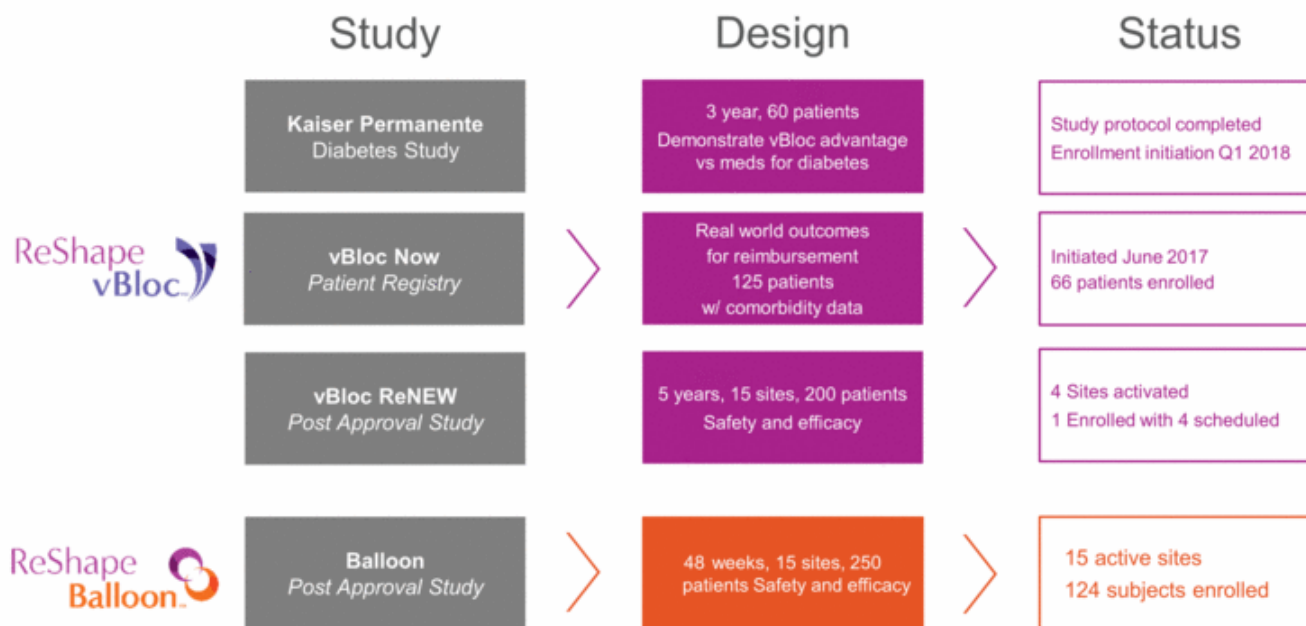 Study
Design
Status
Kaiser Permanente
Diabetes Study
3 year, 60 patients
Demonstrate vBloc advantage
vs meds for diabetes
Study protocol completed
Enrollment initiation Q1 2018
ReShape
vBloc™
vBloc Now
Patient Registry
Real world outcomes
for reimbursement
125 patients
w/ comorbidity data
Initiated June 2017
66 patients enrolled
vBloc ReNEW
Post Approval Study
5 years, 15 sites, 200 patients
Safety and efficacy
4 Sites activated
1 Enrolled with 4 scheduled
ReShape
Balloon™
Balloon
Post Approval Study
48 weeks, 15 sites, 250
patients Safety and efficacy
15 active sites
124 subjects enrolled